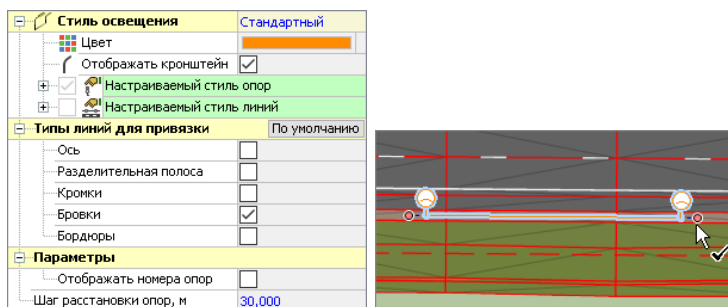 Стиль освещения Стандартный
Цвет
Отображать кронштейн
Настраиваемый стиль опор
Настраиваемый стиль линий
Типы линий для привязки По умолчанию
Ось
Разделительная полоса
Кромки
Бровки
Бордюры
Параметры
Отображать номера опор
Шаг расстановки опор, м 30,000